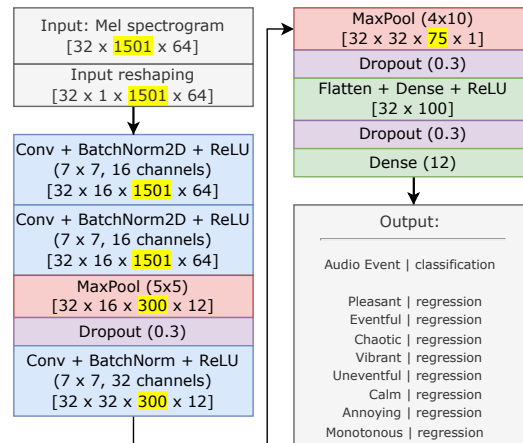 Input: Mel spectrogram
[32 x 1501 x 64]
Input reshaping
[32 x 1 x 1501 x 64]
Conv + BatchNorm2D + ReLU
(7 x 7, 16 channels)
[32 x 16 x 1501 x 64]
Conv + BatchNorm2D + ReLU
(7 x 7, 16 channels)
[32 x 16 x 1501 x 64]
MaxPool (5x5)
[32 x 16 x 300 x 12]
Dropout (0.3)
Conv + BatchNorm + ReLU
(7 x 7, 32 channels)
[32 x 32 x 300 x 12]
MaxPool (4x10)
[32 x 32 x 75 x 1]
Dropout (0.3)
Flatten + Dense + ReLU
[32 x 100]
Dropout (0.3)
Dense (12)
Output:
Audio Event | classification
Pleasant | regression
Eventful | regression
Chaotic | regression
Vibrant | regression
Uneventful | regression
Calm | regression
Annoying | regression
Monotonous | regression